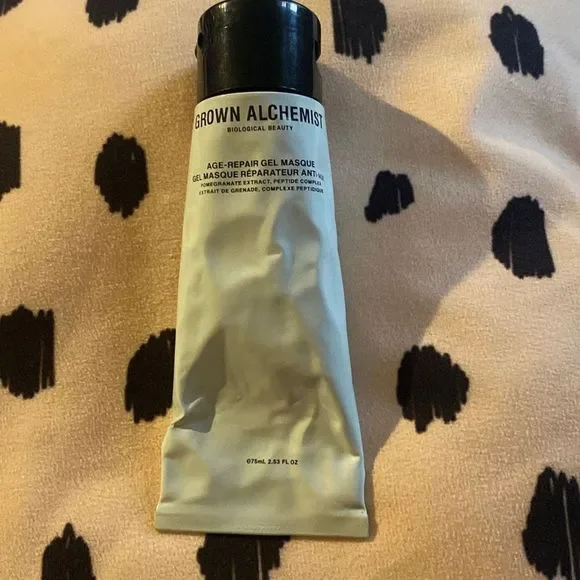 GROWN ALCHEMIST
BIOLOGICAL BEAUTY
AGE-REPAIR GEL MASQUE
GEL MASQUE RÉPARATEUR ANTI-ÂGE
POMEGRANATE EXTRACT, PEPTIDE COMPLEX
EXTRAIT DE GRENADE, COMPLEXE PEPTIDIQUE
℮75mL 2.53 FL OZ